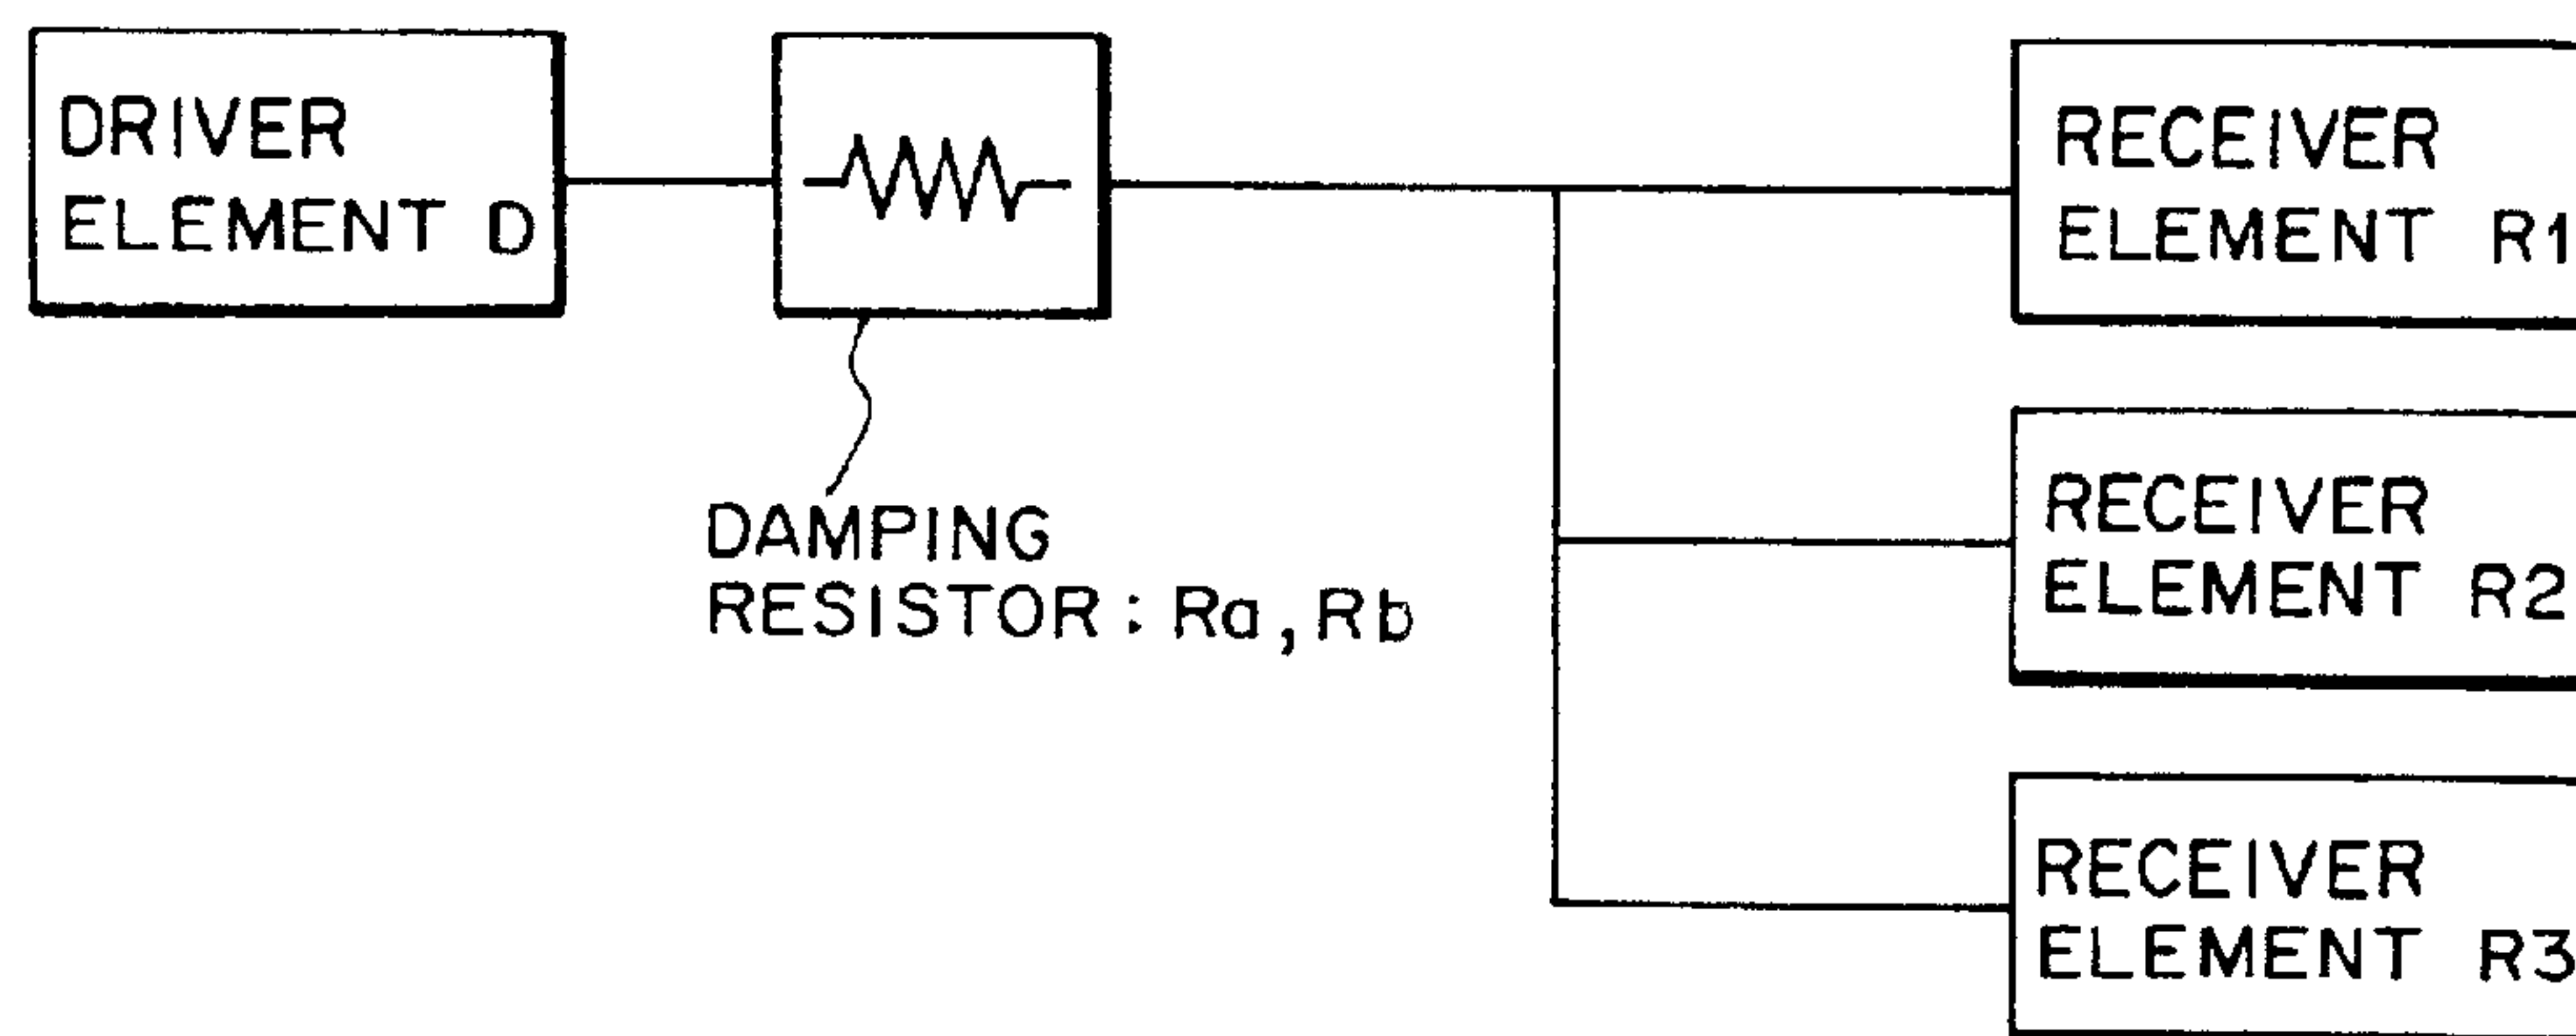 DRIVER
ELEMENT D
DAMPING
RESISTOR : Ra, Rb
RECEIVER
ELEMENT R1
RECEIVER
ELEMENT R2
RECEIVER
ELEMENT R3